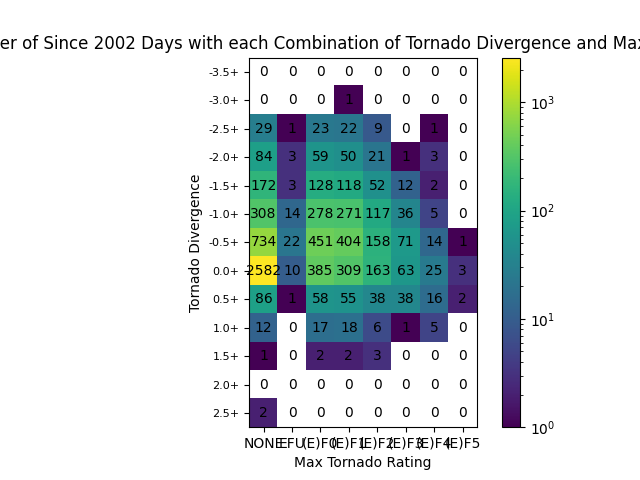 er of Since 2002 Days with each Combination of Tornado Divergence and Max
-3.5+ 0 0 0 0 0 0 0 0
-3.0+ 0 0 0 1 0 0 0 0
-2.5+ 29 1 23 22 9 0 1 0
-2.0+ 84 3 59 50 21 1 3 0
-1.5+ 172 3 128 118 52 12 2 0
-1.0+ 308 14 278 271 117 36 5 0
-0.5+ 734 22 451 404 158 71 14 1
0.0+ 2582 10 385 309 163 63 25 3
0.5+ 86 1 58 55 38 38 16 2
1.0+ 12 0 17 18 6 1 5 0
1.5+ 1 0 2 2 3 0 0 0
2.0+ 0 0 0 0 0 0 0 0
2.5+ 2 0 0 0 0 0 0 0
NONE EFU (E)F0 (E)F1 (E)F2 (E)F3 (E)F4 (E)F5
Max Tornado Rating
Tornado Divergence
10³
10²
10¹
10⁰